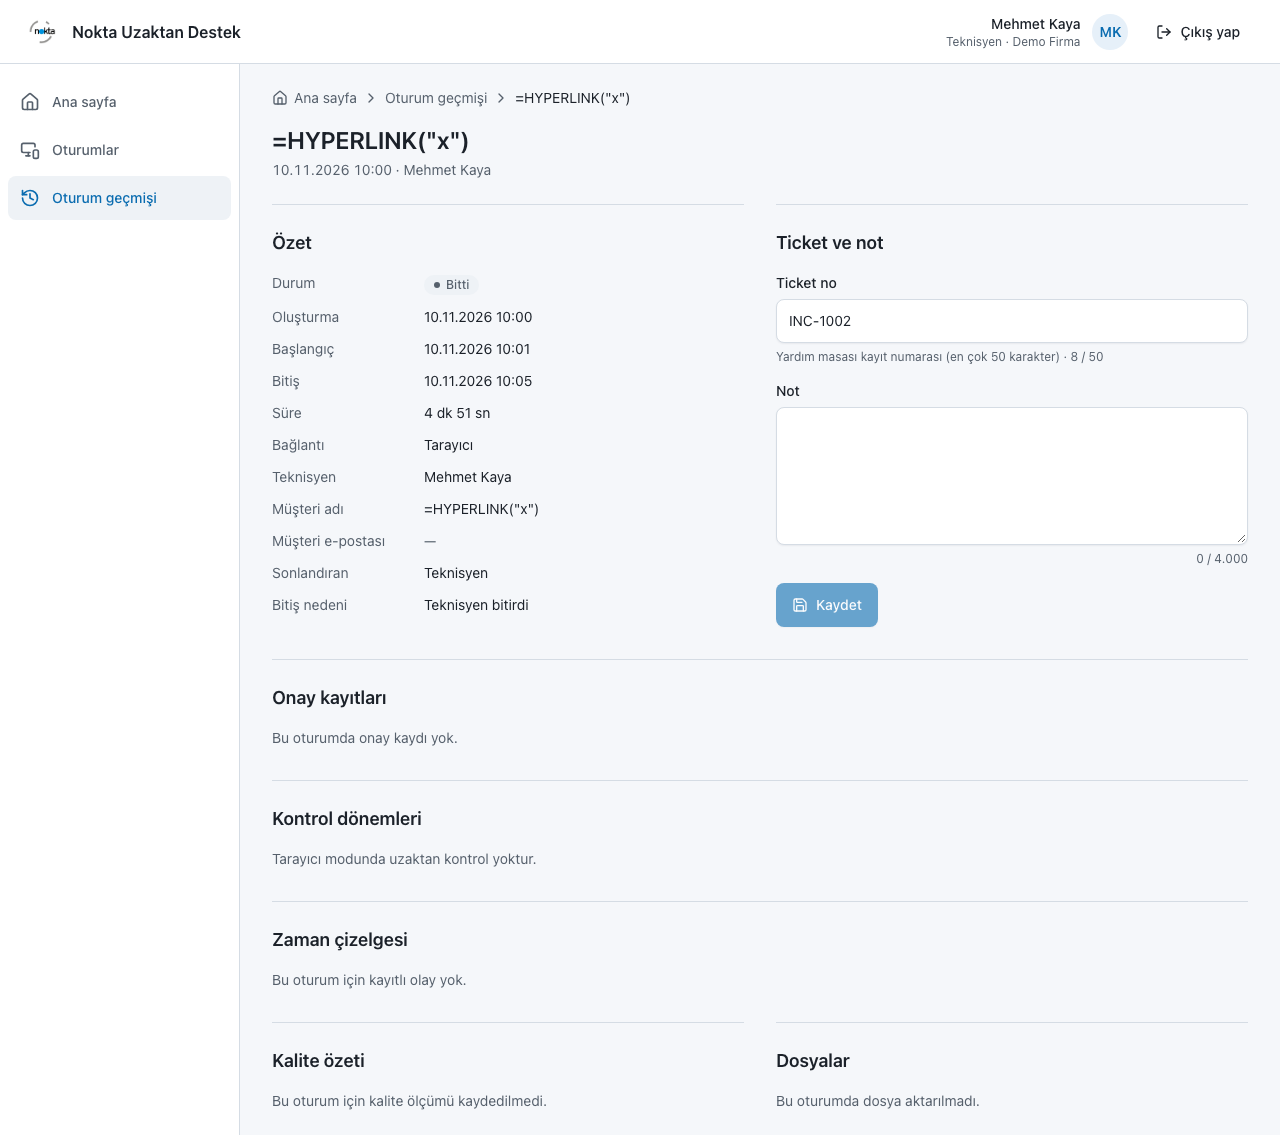 nokta
Nokta Uzaktan Destek
Mehmet Kaya
Teknisyen · Demo Firma
MK
Çıkış yap
Ana sayfa
Oturumlar
Oturum geçmişi
Ana sayfa > Oturum geçmişi > =HYPERLINK("x")
=HYPERLINK("x")
10.11.2026 10:00 · Mehmet Kaya
Özet
Durum Bitti
Oluşturma 10.11.2026 10:00
Başlangıç 10.11.2026 10:01
Bitiş 10.11.2026 10:05
Süre 4 dk 51 sn
Bağlantı Tarayıcı
Teknisyen Mehmet Kaya
Müşteri adı =HYPERLINK("x")
Müşteri e-postası —
Sonlandıran Teknisyen
Bitiş nedeni Teknisyen bitirdi
Ticket ve not
Ticket no
INC-1002
Yardım masası kayıt numarası (en çok 50 karakter) · 8 / 50
Not
0 / 4.000
Kaydet
Onay kayıtları
Bu oturumda onay kaydı yok.
Kontrol dönemleri
Tarayıcı modunda uzaktan kontrol yoktur.
Zaman çizelgesi
Bu oturum için kayıtlı olay yok.
Kalite özeti
Bu oturum için kalite ölçümü kaydedilmedi.
Dosyalar
Bu oturumda dosya aktarılmadı.